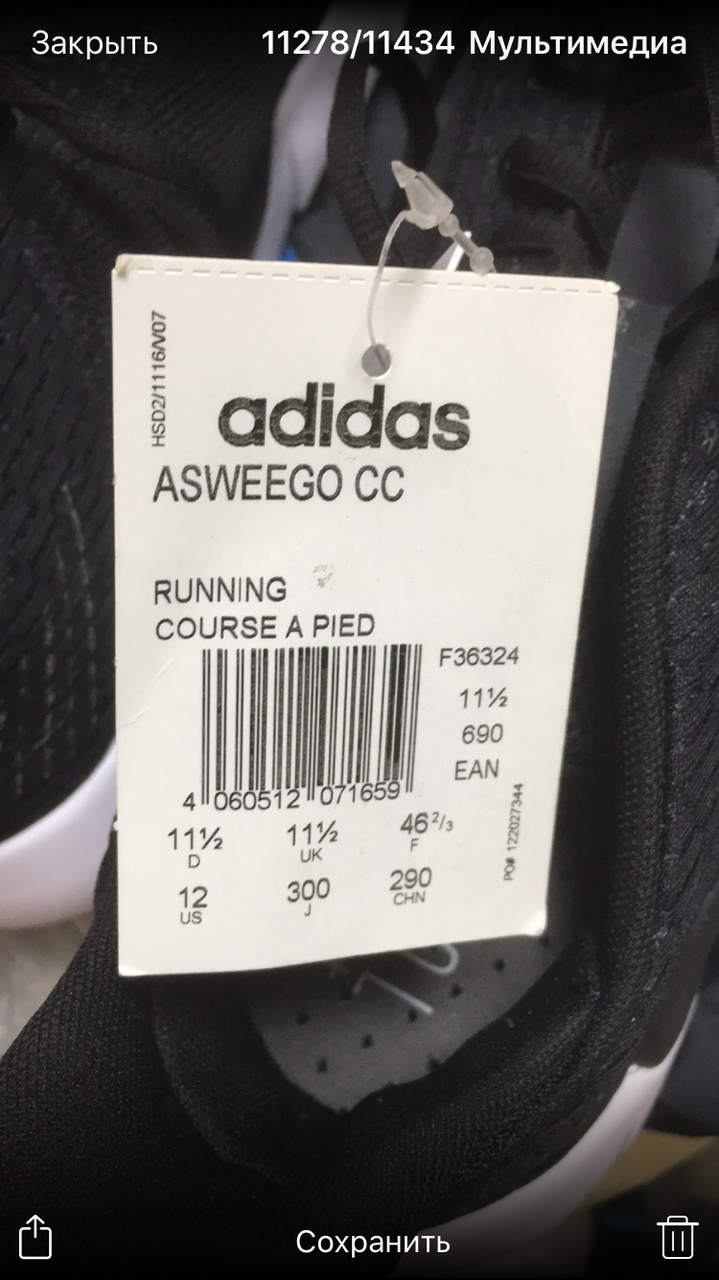 Закрыть
11278/11434 Мультимедиа
HSD2/1116/V07
adidas
ASWEEGO CC
RUNNING
COURSE A PIED
F36324
11½
690
EAN
4 060512 071659
11½ 11½ 46 2/3
D UK F
12 300 290
US J CHN
PO# 122027344
Сохранить